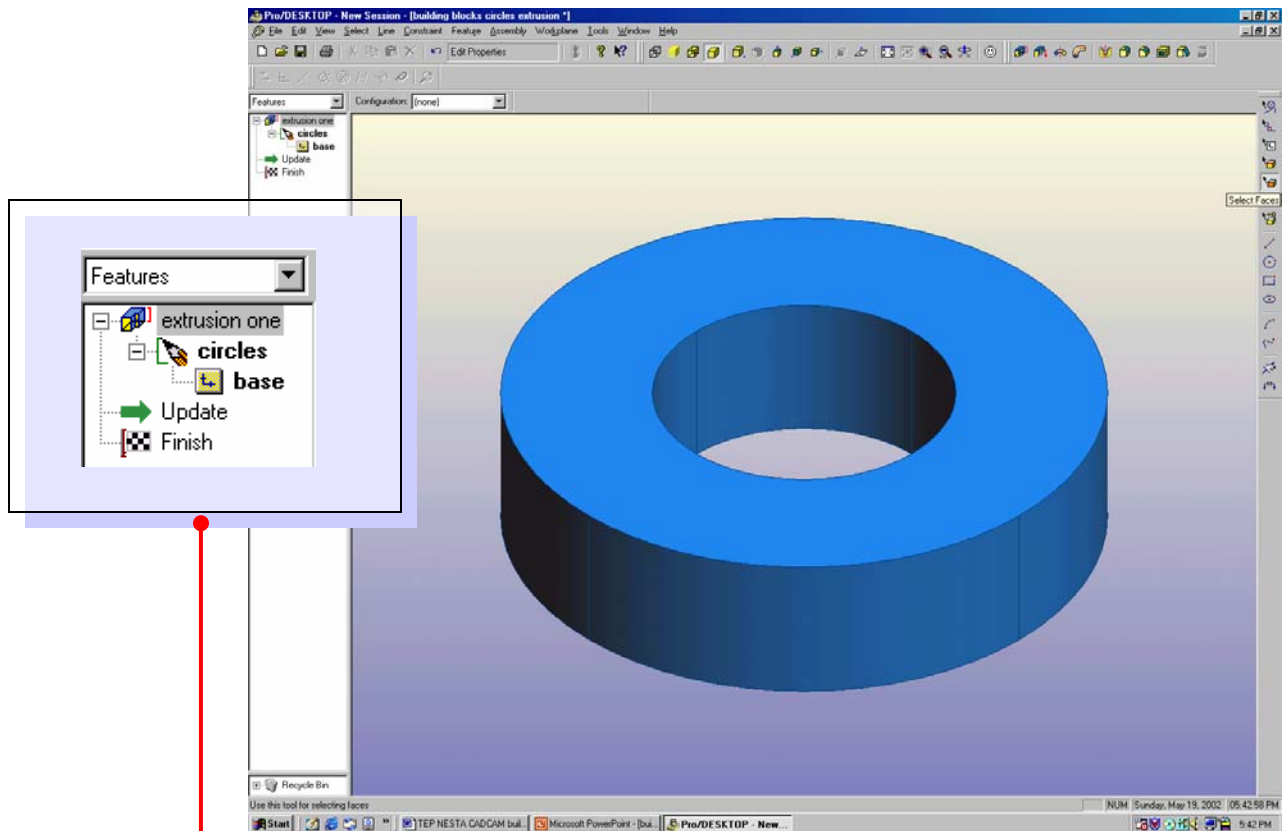 Pro/DESKTOP - New Session - [building blocks circles extrusion *]
File Edit View Select Line Constraint Feature Assembly Workplane Tools Window Help
Edit Properties
Features
Configuration: (none)
extrusion one
circles
base
Update
Finish
Select Faces
Features
extrusion one
circles
base
Update
Finish
Recycle Bin
Use this tool for selecting faces
NUM Sunday, May 19, 2002 05:42:58 PM
Start
TEP NESTA CADCAM buil...
Microsoft PowerPoint - [bui...
Pro/DESKTOP - New...
5:42 PM